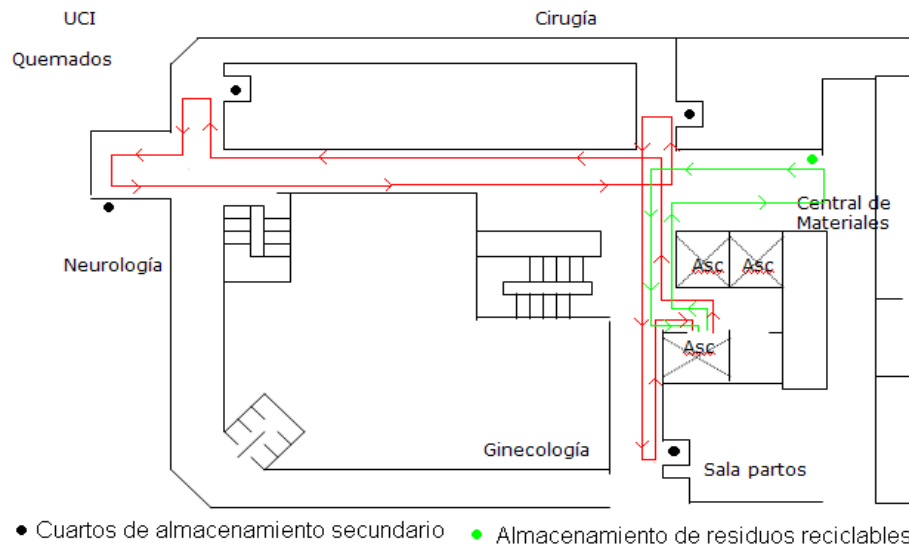 UCI
Cirugía
Quemados
Central de
Materiales
Neurología
Asc
Asc
Asc
Ginecología
Sala partos
Cuartos de almacenamiento secundario
Almacenamiento de residuos reciclables